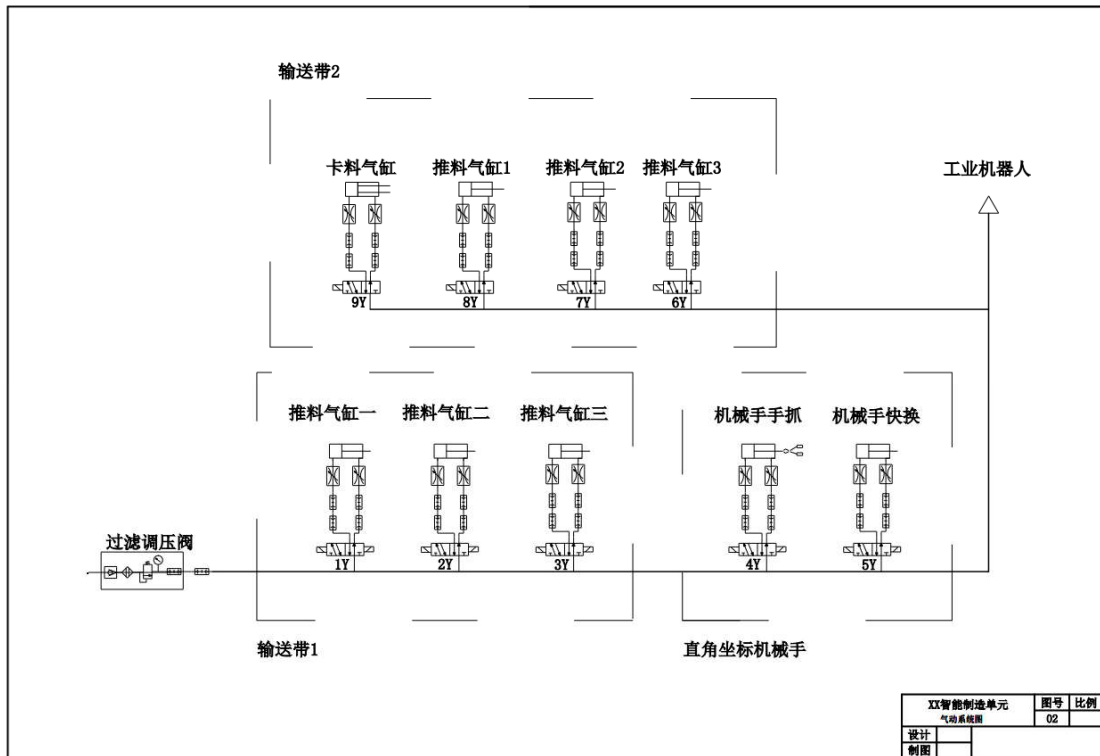 输送带2
卡料气缸
推料气缸1
推料气缸2
推料气缸3
工业机器人
9Y
8Y
7Y
6Y
推料气缸一
推料气缸二
推料气缸三
机械手手抓
机械手快换
过滤调压阀
1Y
2Y
3Y
4Y
5Y
输送带1
直角坐标机械手
XX智能制造单元
气动系统图
图号
比例
02
设计
制图